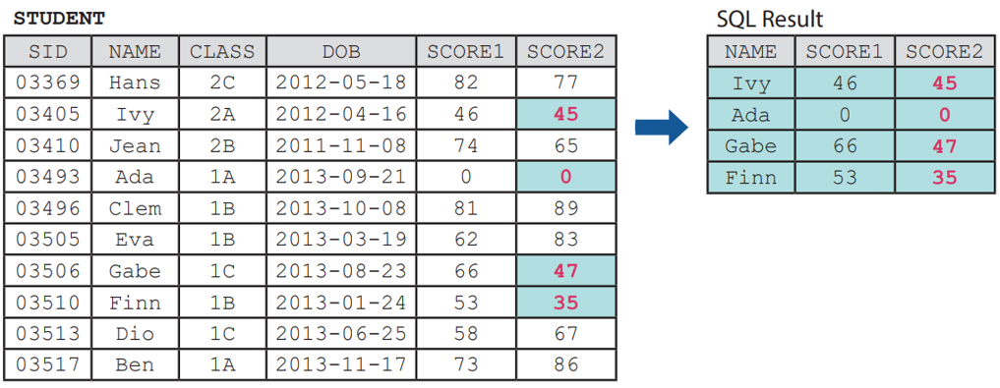 STUDENT
SID NAME CLASS DOB SCORE1 SCORE2
03369 Hans 2C 2012-05-18 82 77
03405 Ivy 2A 2012-04-16 46 45
03410 Jean 2B 2011-11-08 74 65
03493 Ada 1A 2013-09-21 0 0
03496 Clem 1B 2013-10-08 81 89
03505 Eva 1B 2013-03-19 62 83
03506 Gabe 1C 2013-08-23 66 47
03510 Finn 1B 2013-01-24 53 35
03513 Dio 1C 2013-06-25 58 67
03517 Ben 1A 2013-11-17 73 86
SQL Result
NAME SCORE1 SCORE2
Ivy 46 45
Ada 0 0
Gabe 66 47
Finn 53 35